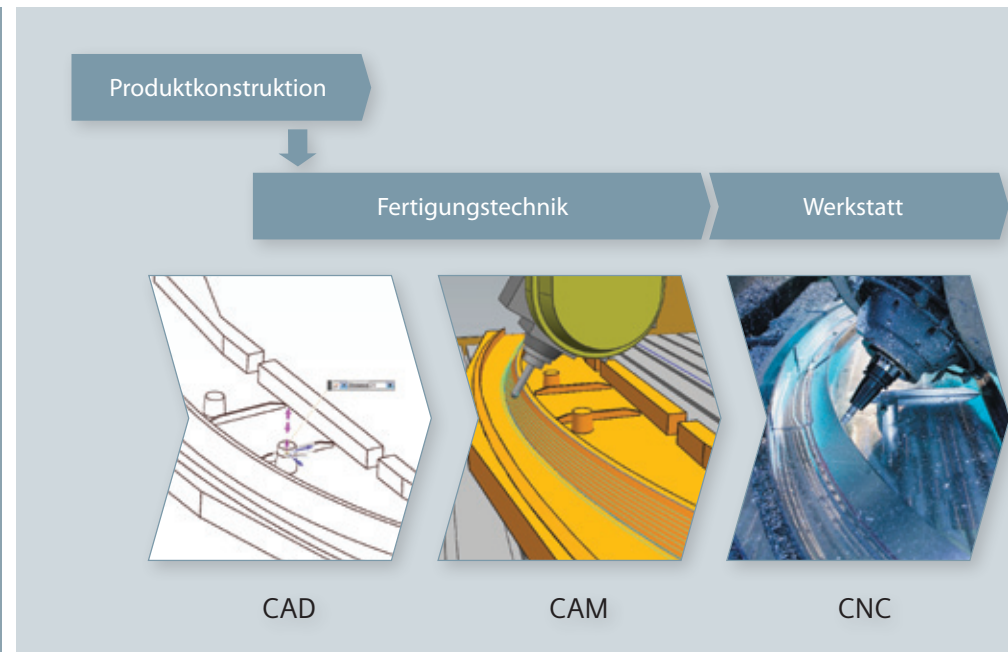 Produktkonstruktion
Fertigungstechnik
Werkstatt
CAD
CAM
CNC